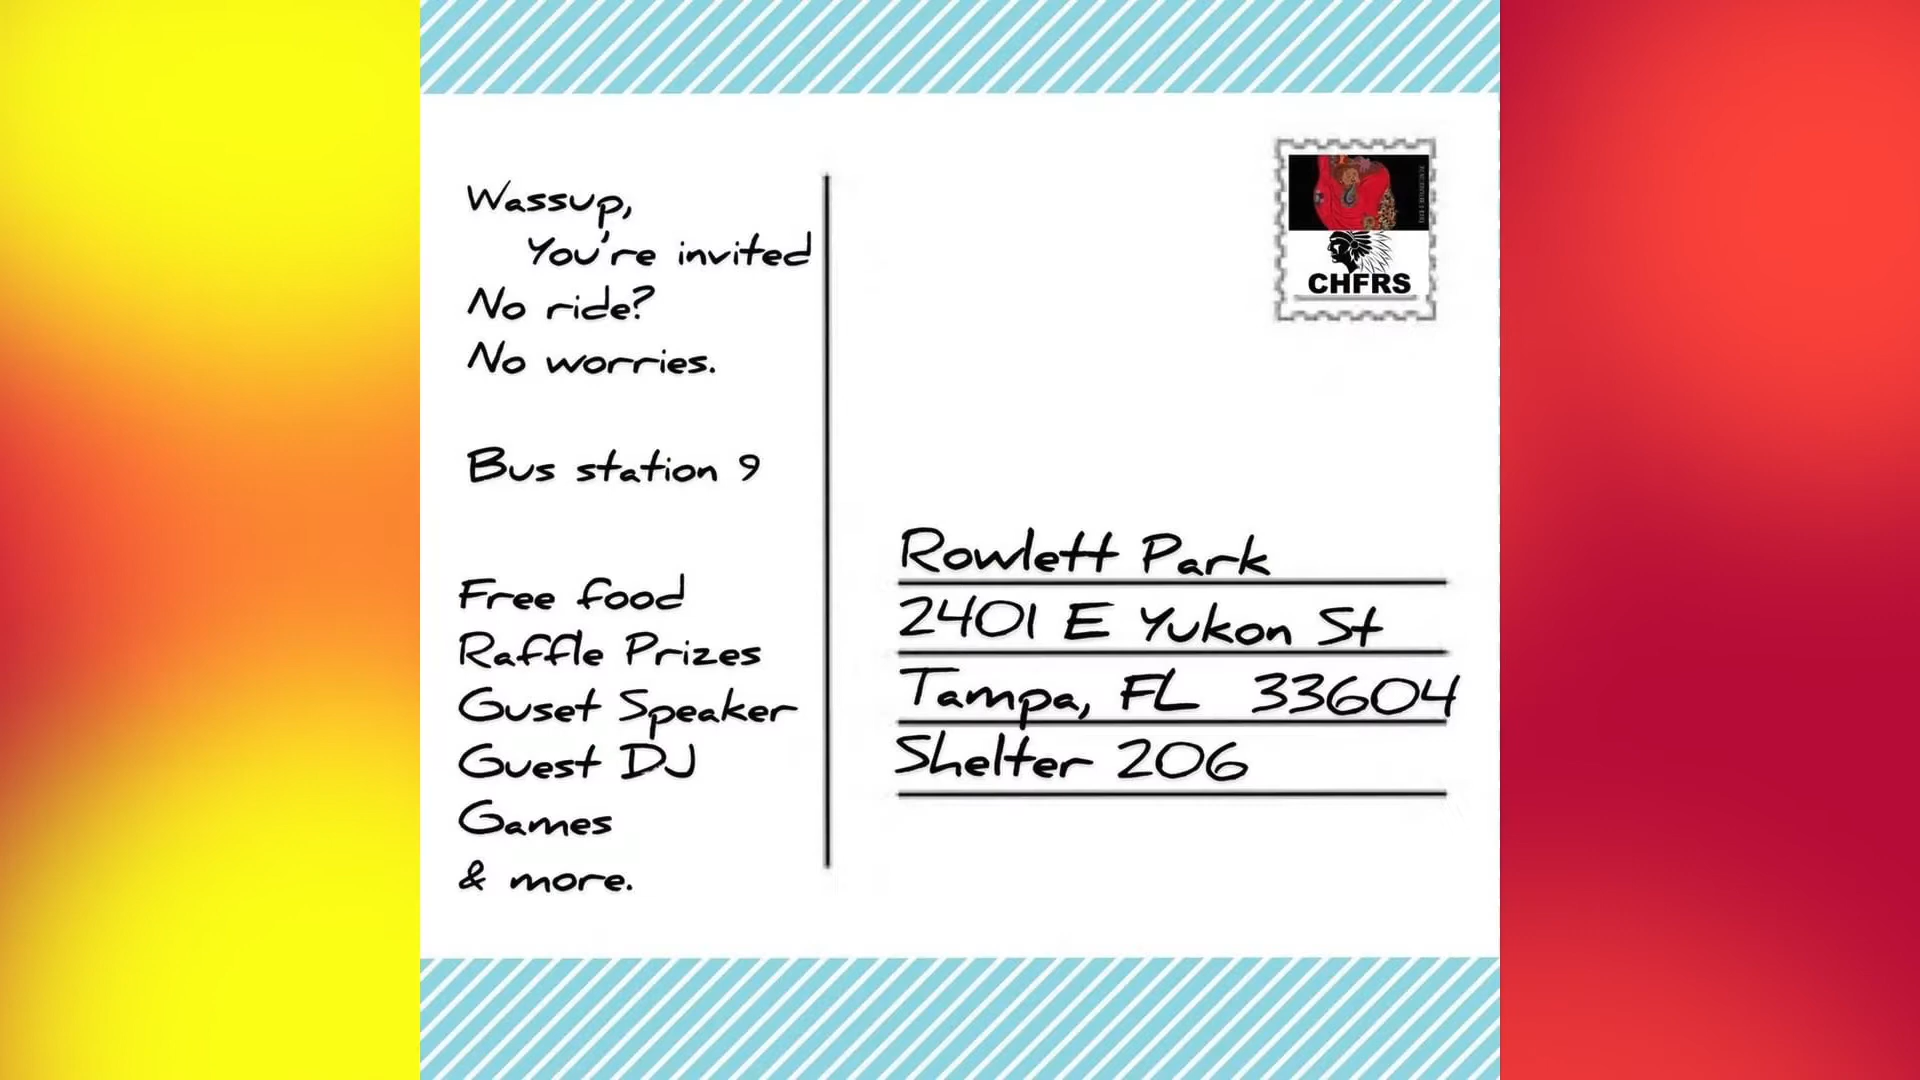 Wassup,
You're invited
No ride?
No worries.
Bus station 9
Free food
Raffle Prizes
Guset Speaker
Guest DJ
Games
& more.
CHFRS
Rowlett Park
2401 E Yukon St
Tampa, FL 33604
Shelter 206